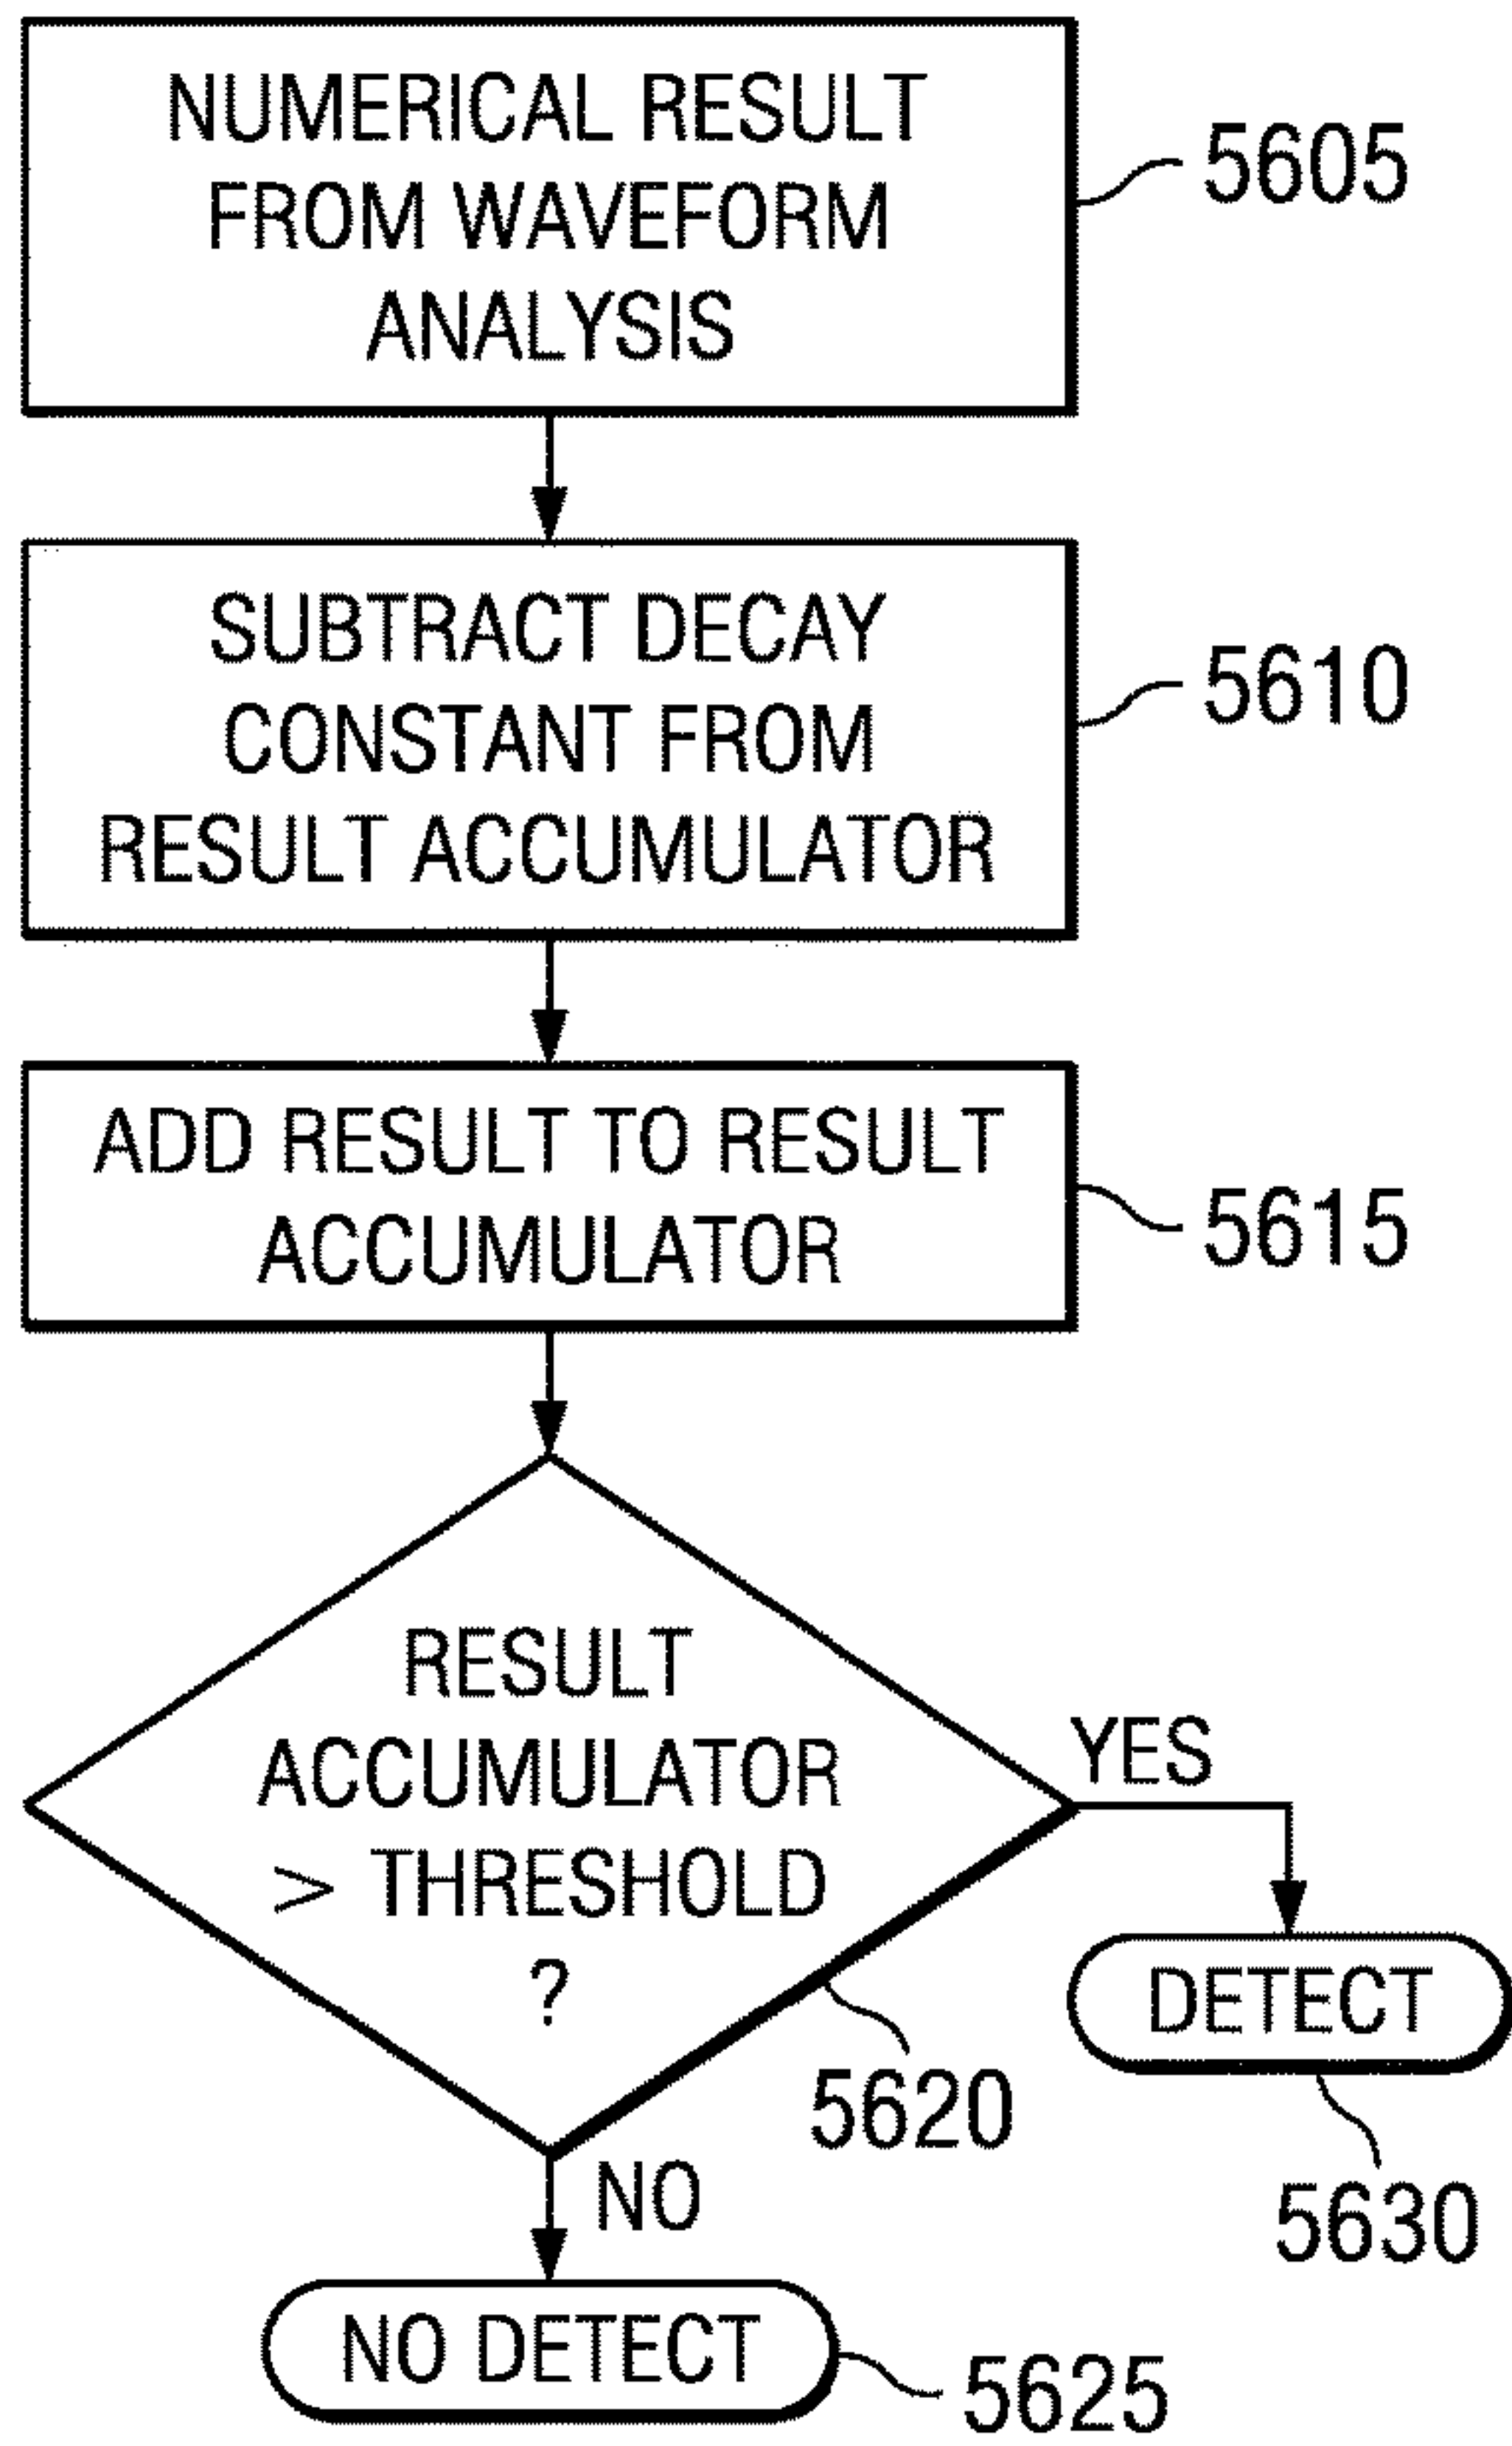 NUMERICAL RESULT
FROM WAVEFORM
ANALYSIS
5605
SUBTRACT DECAY
CONSTANT FROM
RESULT ACCUMULATOR
5610
ADD RESULT TO RESULT
ACCUMULATOR
5615
RESULT
ACCUMULATOR
> THRESHOLD
?
5620
YES
DETECT
5630
NO
NO DETECT
5625